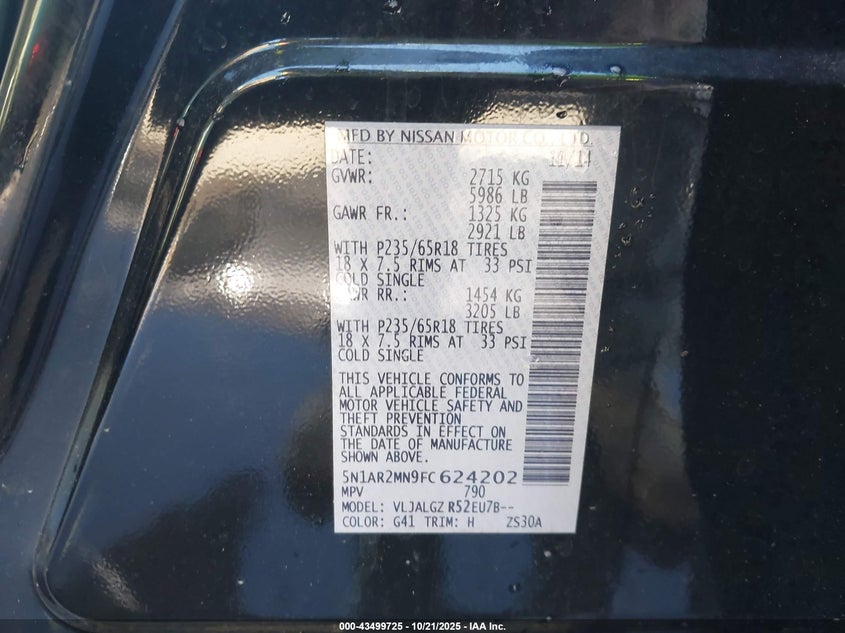 MFD BY NISSAN MOTOR CO., LTD.
DATE: 11/14
GVWR: 2715 KG
5986 LB
GAWR FR.: 1325 KG
2921 LB
WITH P235/65R18 TIRES
18 X 7.5 RIMS AT 33 PSI
COLD SINGLE
GAWR RR.: 1454 KG
3205 LB
WITH P235/65R18 TIRES
18 X 7.5 RIMS AT 33 PSI
COLD SINGLE
THIS VEHICLE CONFORMS TO
ALL APPLICABLE FEDERAL
MOTOR VEHICLE SAFETY AND
THEFT PREVENTION
STANDARDS IN EFFECT ON
THE DATE OF MANUFACTURE
SHOWN ABOVE.
5N1AR2MN9FC624202
MPV 790
MODEL: VLJALGZ R52EU7B--
COLOR: G41 TRIM: H ZS30A
000-43499725 - 10/21/2025 - IAA Inc.